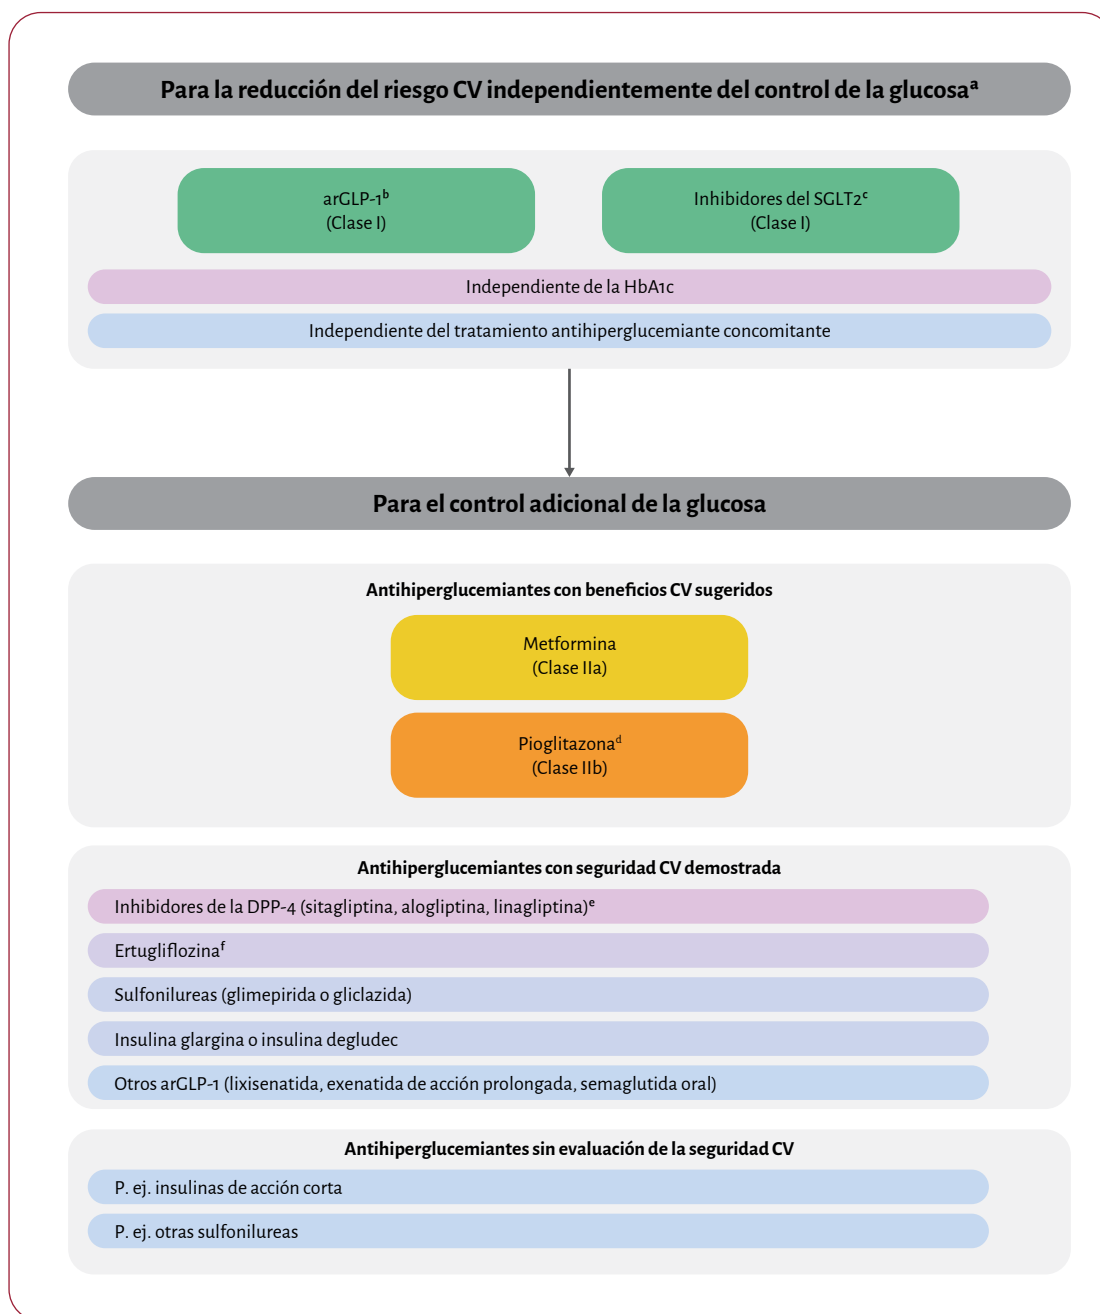 Para la reducción del riesgo CV independientemente del control de la glucosaᵃ
arGLP-1ᵇ
(Clase I)
Inhibidores del SGLT2ᶜ
(Clase I)
Independiente de la HbA1c
Independiente del tratamiento antihiperglucemiante concomitante
Para el control adicional de la glucosa
Antihiperglucemiantes con beneficios CV sugeridos
Metformina
(Clase IIa)
Pioglitazonaᵈ
(Clase IIb)
Antihiperglucemiantes con seguridad CV demostrada
Inhibidores de la DPP-4 (sitagliptina, alogliptina, linagliptina)ᵉ
Ertugliflozinaᶠ
Sulfonilureas (glimepirida o gliclazida)
Insulina glargina o insulina degludec
Otros arGLP-1 (lixisenatida, exenatida de acción prolongada, semaglutida oral)
Antihiperglucemiantes sin evaluación de la seguridad CV
P. ej. insulinas de acción corta
P. ej. otras sulfonilureas